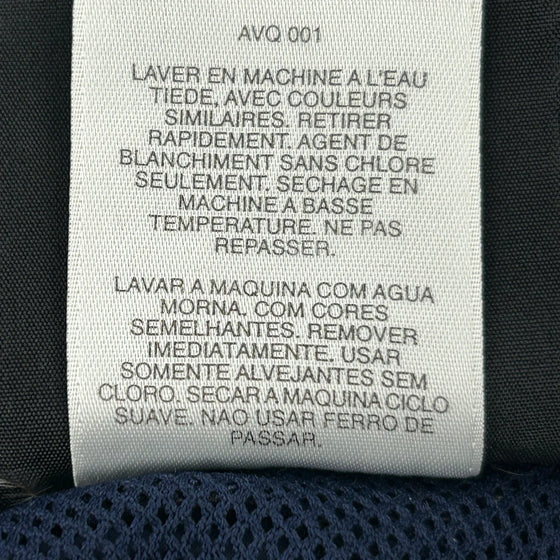 AVQ 001
LAVER EN MACHINE A L'EAU
TIEDE, AVEC COULEURS
SIMILAIRES. RETIRER
RAPIDEMENT. AGENT DE
BLANCHIMENT SANS CHLORE
SEULEMENT. SECHAGE EN
MACHINE A BASSE
TEMPERATURE. NE PAS
REPASSER.
LAVAR A MAQUINA COM AGUA
MORNA. COM CORES
SEMELHANTES. REMOVER
IMEDIATAMENTE. USAR
SOMENTE ALVEJANTES SEM
CLORO. SECAR A MAQUINA CICLO
SUAVE. NAO USAR FERRO DE
PASSAR.